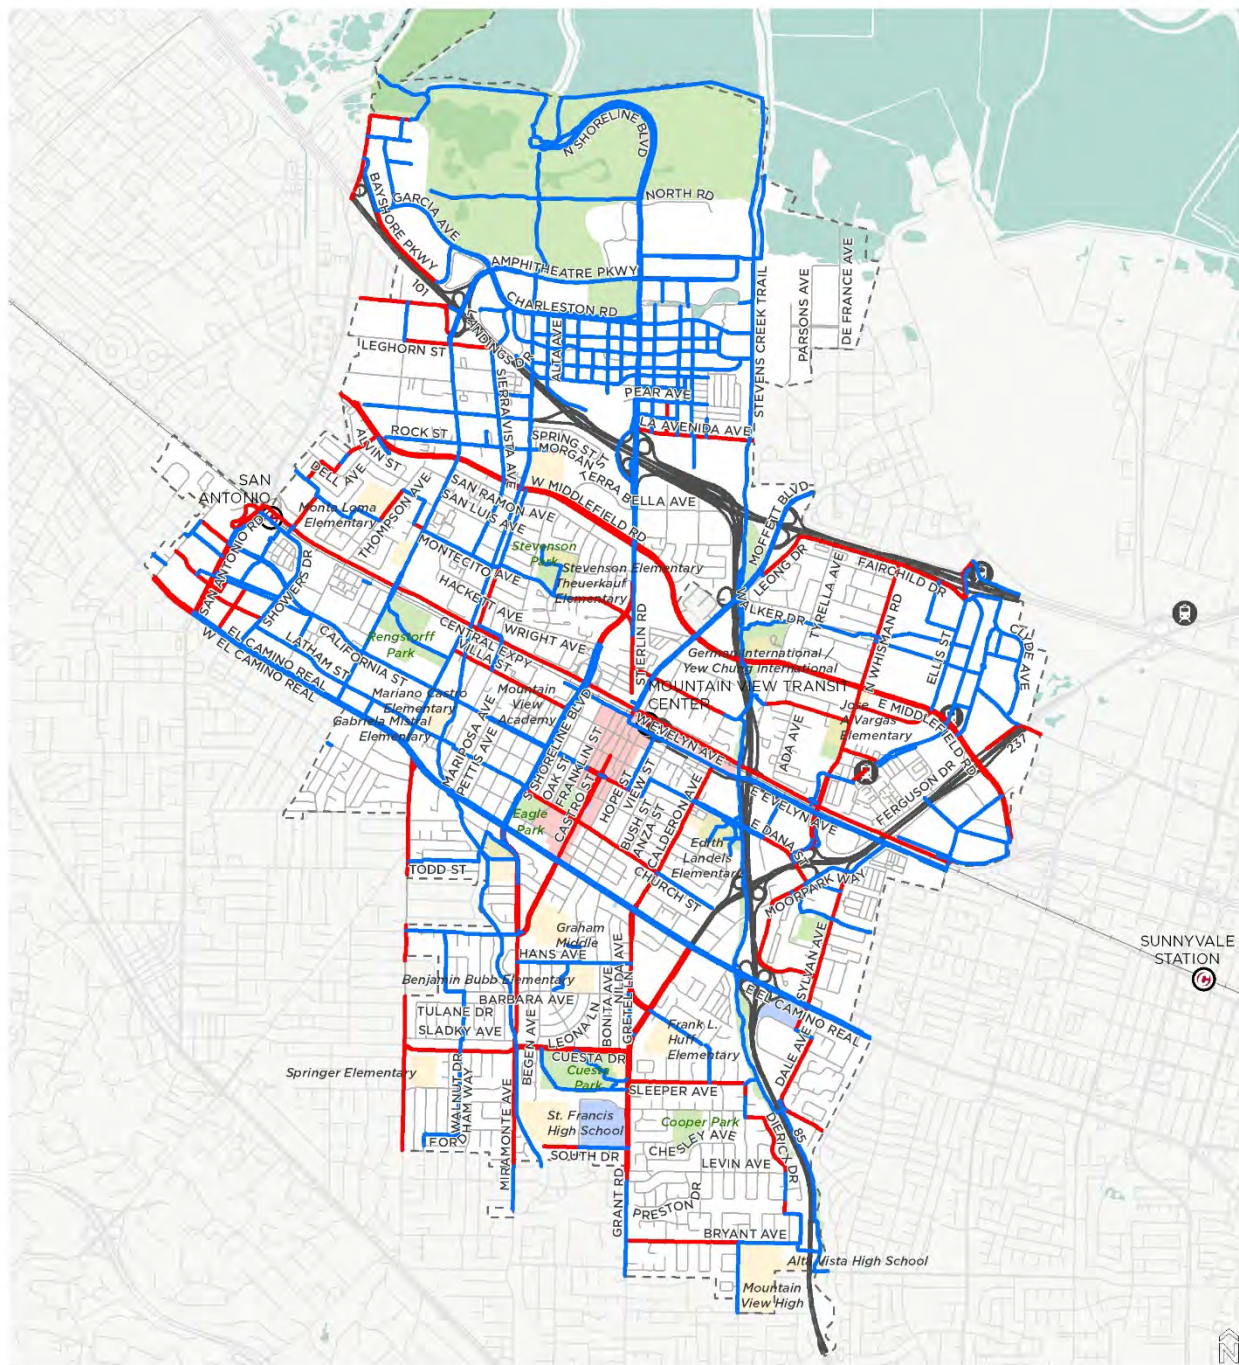 N SHORELINE BLVD
NORTH RD
BAYSHORE PKWY
GARCIA AVE
AMPHITHEATRE PKWY
101
CHARLESTON RD
LANDINGS DR
ALTA AVE
STEVENS CREEK TRAIL
PARSONS AVE
DE FRANCE AVE
LEGHORN ST
SIERRA VISTA AVE
PEAR AVE
LA AVENIDA AVE
ROCK ST
ALVIN ST
DELL AVE
SPRING ST
MORGAN ST
TERRA BELLA AVE
W MIDDLEFIELD RD
SAN
ANTONIO
Monta Loma
Elementary
THOMPSON AVE
SAN RAMON AVE
SAN LUIS AVE
MOFFETT BLVD
LEONG DR
FAIRCHILD DR
SAN ANTONIO RD
SHOWERS DR
MONTECITO AVE
Stevenson
Park
Stevenson Elementary
Theuerkauf
Elementary
HACKETT AVE
WALKER DR
TYRELLA AVE
N WHISMAN RD
ELLIS ST
CLYDE AVE
EL CAMINO REAL
W EL CAMINO REAL
LATHAM ST
CALIFORNIA ST
Rengstorff
Park
CENTRAL EXPY
VILLA ST
WRIGHT AVE
STIERLIN RD
German International /
Yew Chung International
MOUNTAIN VIEW TRANSIT
CENTER
Mariano Castro
Elementary
Gabriela Mistral
Elementary
Mountain
View
Academy
MARIPOSA AVE
PETTIS AVE
S SHORELINE BLVD
OAK ST
FRANKLIN ST
CASTRO ST
HOPE ST
VIEW ST
BUSH ST
ANZA ST
CALDERON AVE
W EVELYN AVE
E EVELYN AVE
ADA AVE
Jose
A Vargas
Elementary
E MIDDLEFIELD RD
237
FERGUSON DR
Eagle
Park
E DANA ST
Edith
Landels
Elementary
CHURCH ST
MOORPARK WAY
TODD ST
Graham
Middle
HANS AVE
Benjamin Bubb Elementary
BARBARA AVE
TULANE DR
SLADKY AVE
BEGEN AVE
LEONA LN
BONITA AVE
NILDA AVE
GRETEL LN
SYLVAN AVE
E EL CAMINO REAL
SUNNYVALE
STATION
Frank L.
Huff
Elementary
DALE AVE
CUESTA DR
Cuesta
Park
Springer Elementary
WALNUT DR
SLEEPER AVE
St. Francis
High School
Cooper Park
CHESLEY AVE
LEVIN AVE
DIERICX DR
85
MIRAMONTE AVE
SOUTH DR
GRANT RD
PRESTON DR
BRYANT AVE
Alta Vista High School
Mountain
View High
N